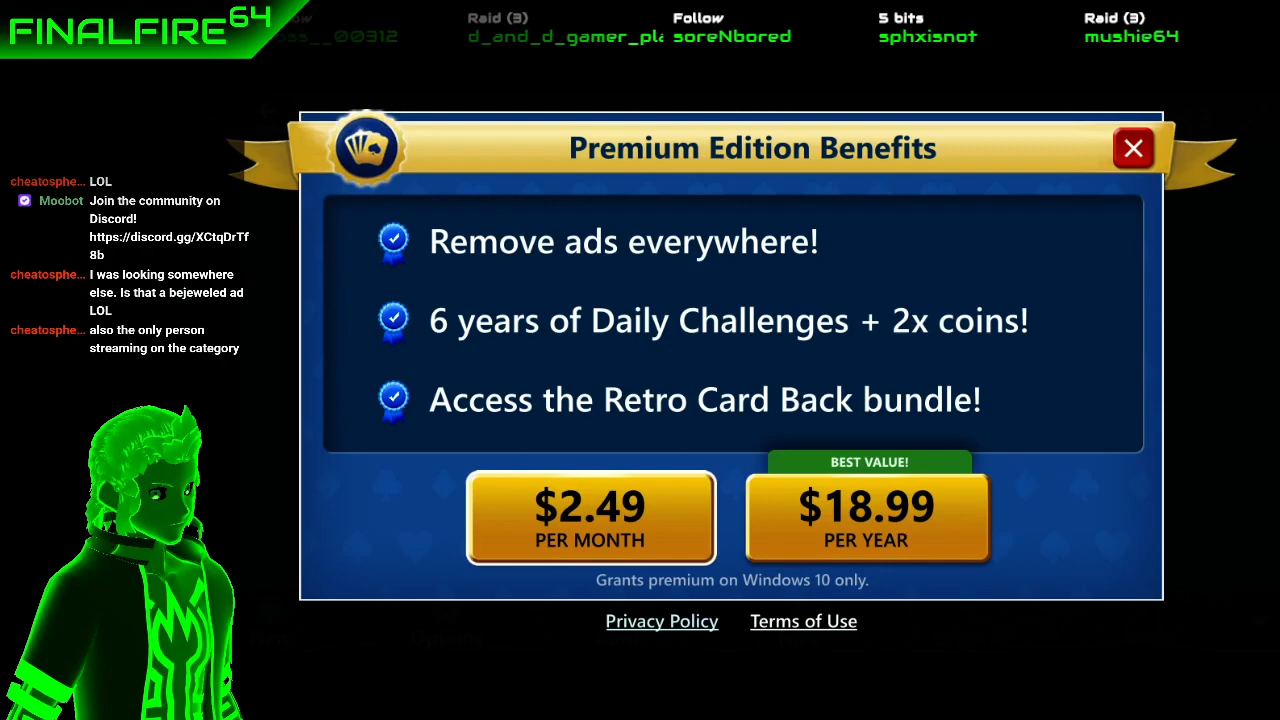 FINALFIRE64
Raid (3)
Follow
5 bits
Raid (3)
ss__00312
d_and_d_gamer_pla
soreNbored
sphxisnot
mushie64
Premium Edition Benefits
cheatosphe... LOL
Moobot Join the community on
Discord!
https://discord.gg/XCtqDrTf
8b
cheatosphe... I was looking somewhere
else. Is that a bejeweled ad
LOL
cheatosphe... also the only person
streaming on the category
Remove ads everywhere!
6 years of Daily Challenges + 2x coins!
Access the Retro Card Back bundle!
BEST VALUE!
$2.49
PER MONTH
$18.99
PER YEAR
Grants premium on Windows 10 only.
Privacy Policy
Terms of Use